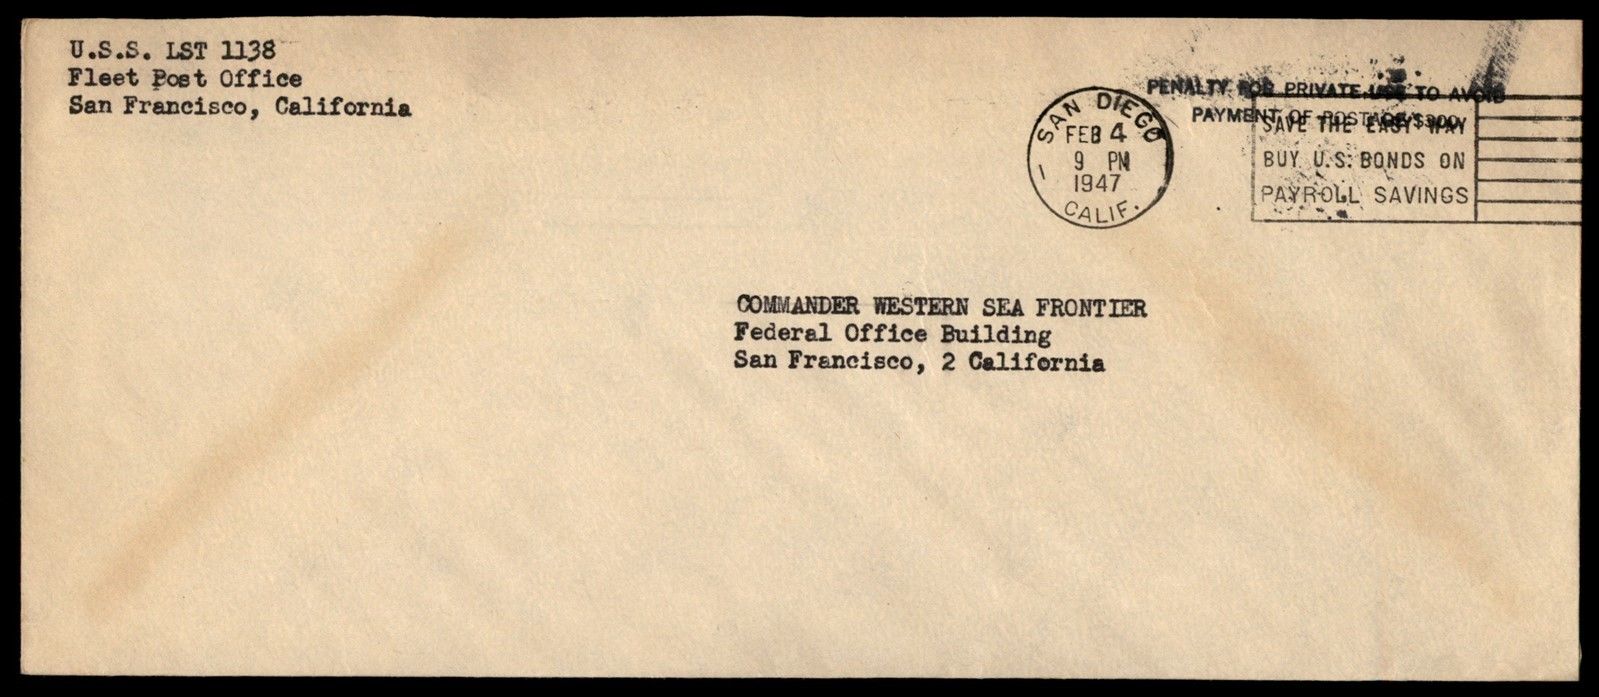 U.S.S. LST 1138
Fleet Post Office
San Francisco, California
SAN DIEGO
FEB 4
9 PM
1947
CALIF.
PENALTY FOR PRIVATE USE TO AVOID
PAYMENT OF POSTAGE $300
SAVE THE EASY WAY
BUY U.S. BONDS ON
PAYROLL SAVINGS
COMMANDER WESTERN SEA FRONTIER
Federal Office Building
San Francisco, 2 California